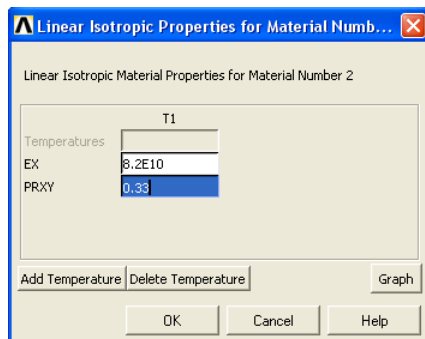 Linear Isotropic Properties for Material Numb...
Linear Isotropic Material Properties for Material Number 2
T1
Temperatures
EX 8.2E10
PRXY 0.33
Add Temperature Delete Temperature Graph
OK Cancel Help